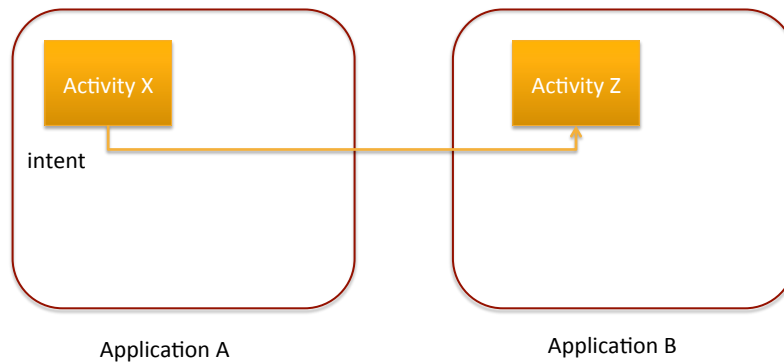 Activity X
Activity Z
intent
Application A
Application B